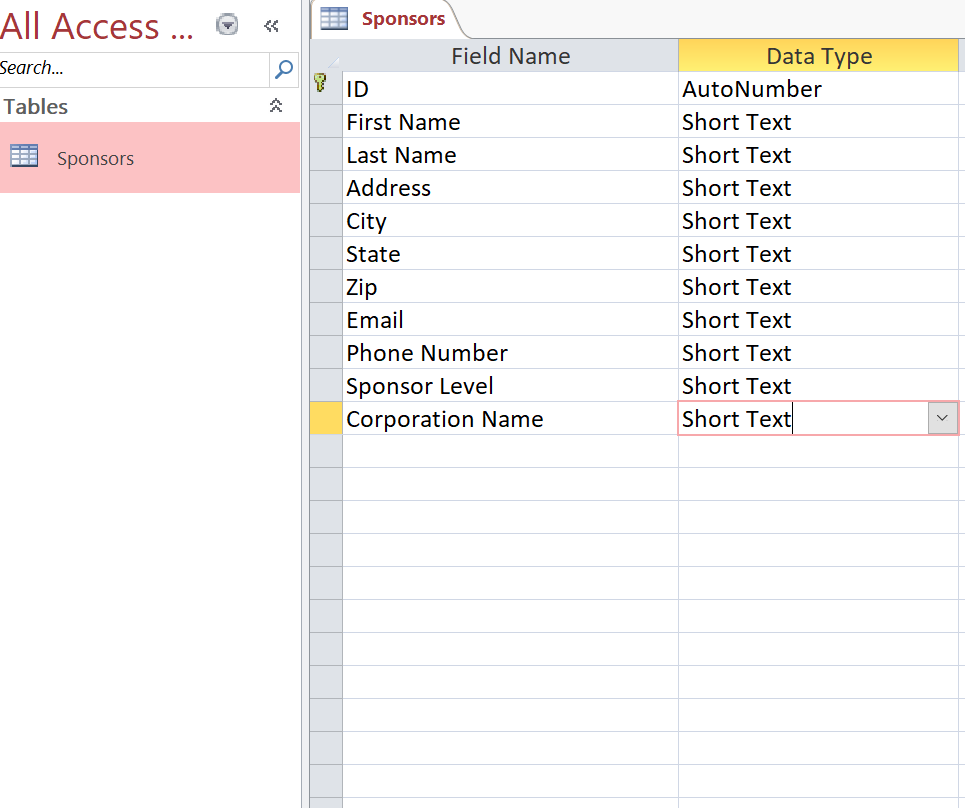 All Access ...
Search...
Tables
Sponsors
Sponsors
Field Name Data Type
ID AutoNumber
First Name Short Text
Last Name Short Text
Address Short Text
City Short Text
State Short Text
Zip Short Text
Email Short Text
Phone Number Short Text
Sponsor Level Short Text
Corporation Name Short Text